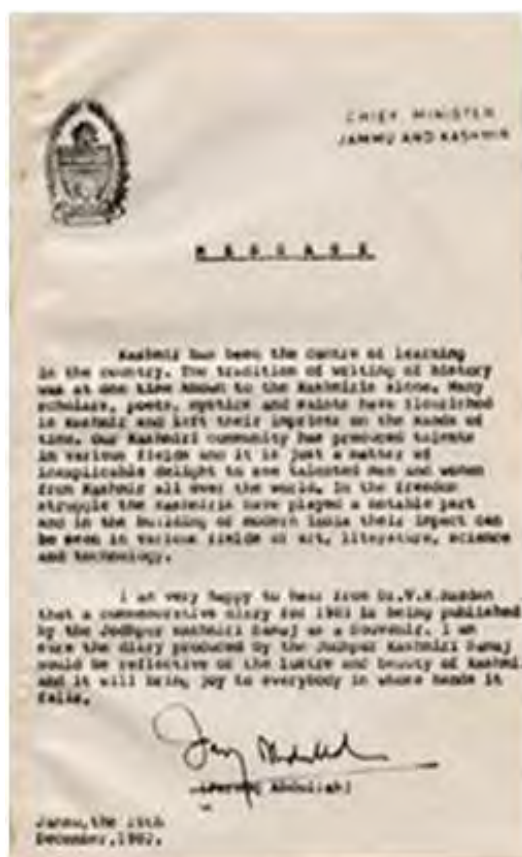 CHIEF MINISTER
JAMMU AND KASHMIR
MESSAGE
Kashmir has been the centre of learning
in the country. The tradition of writing of history
was at one time known to the Kashmiris alone. Many
scholars, poets, mystics and saints have flourished
in Kashmir and left their imprints on the sands of
time. Our Kashmiri community has produced talents
in various fields and it is just a matter of
delight to see talented men and women
from Kashmir all over the world. In the freedom
struggle the Kashmiris have played a notable part
and in the building of modern India their impact can
be seen in various fields of art, literature, science
and technology.
I am very happy to hear from Dr.
that a commemorative diary for 1983 is being published
by the Jodhpur Kashmiri Samaj as a Souvenir. I am
sure the diary produced by the Jodhpur Kashmiri Samaj
would be reflective of the lustre and beauty of Kashmir
and it will bring joy to everybody in whose hands it
falls.
(Farooq Abdullah)
Jammu, the
December, 1982.